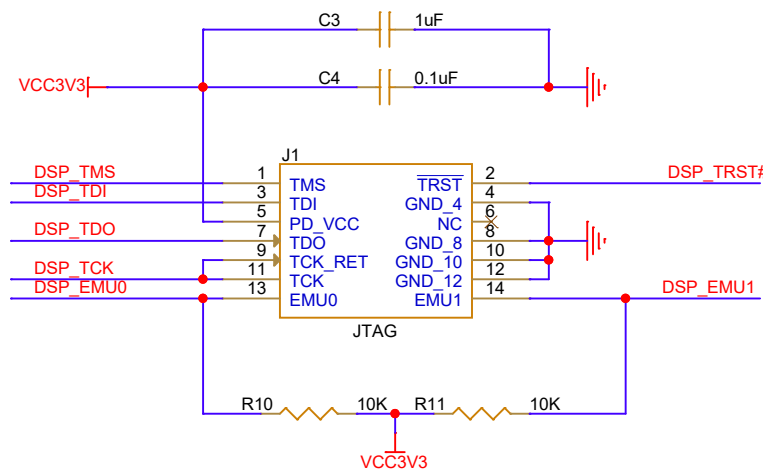 C3 1uF
C4 0.1uF
VCC3V3
J1
DSP_TMS 1 TMS TRST 2 DSP_TRST#
DSP_TDI 3 TDI GND_4 4
5 PD_VCC NC 6
DSP_TDO 7 TDO GND_8 8
9 TCK_RET GND_10 10
DSP_TCK 11 TCK GND_12 12
DSP_EMU0 13 EMU0 EMU1 14 DSP_EMU1
JTAG
R10 10K R11 10K
VCC3V3